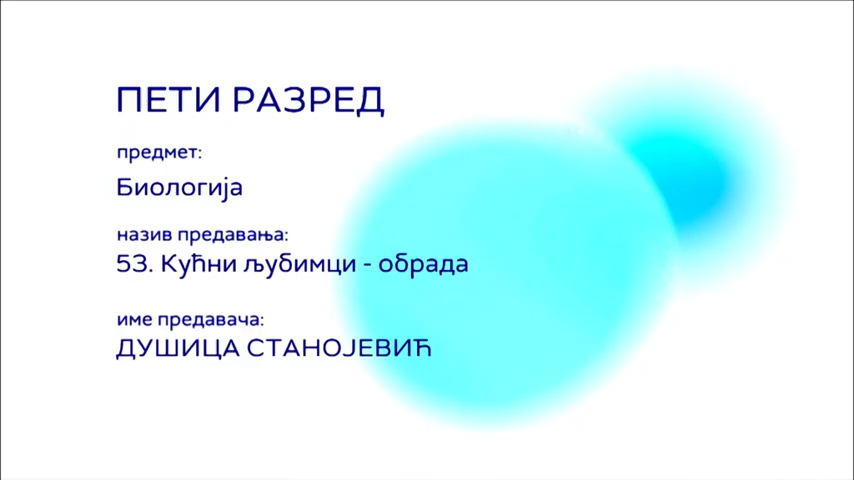 ПЕТИ РАЗРЕД
предмет:
Биологија
назив предавања:
53. Кућни љубимци - обрада
име предавача:
ДУШИЦА СТАНОЈЕВИЋ